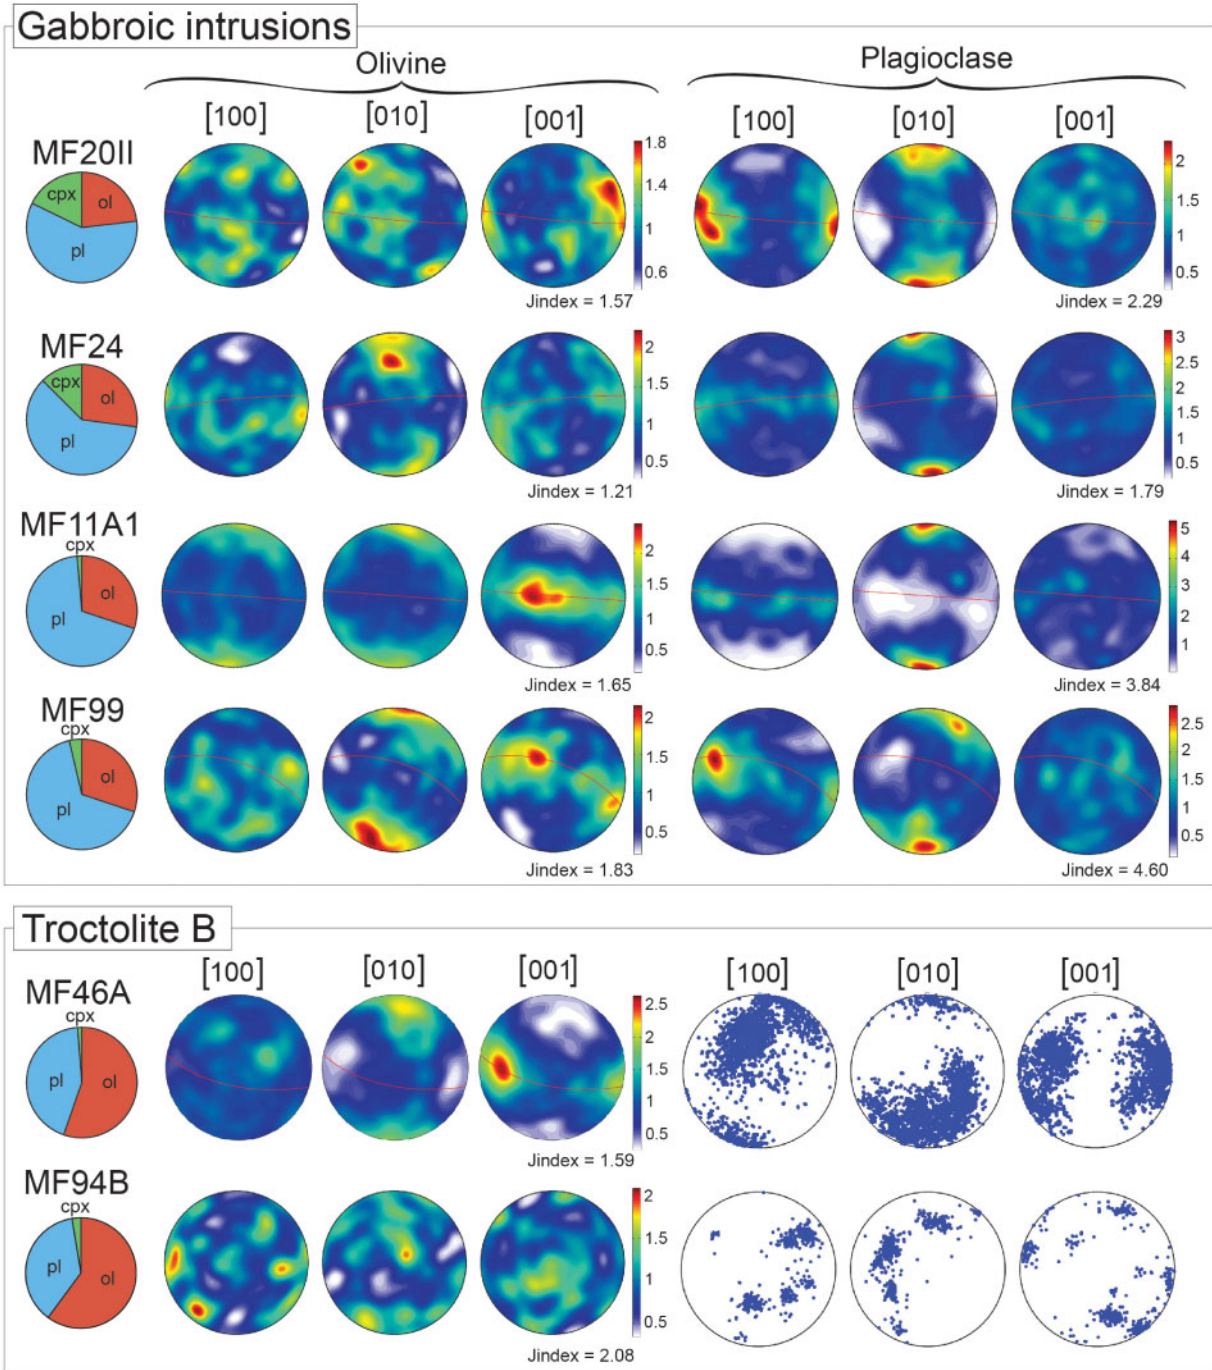 Gabbroic intrusions
Olivine Plagioclase
[100] [010] [001] [100] [010] [001]
MF20II
cpx ol pl
1.8 1.4 1 0.6
2 1.5 1 0.5
Jindex = 1.57 Jindex = 2.29
MF24
cpx ol pl
2 1.5 1 0.5
3 2.5 2 1.5 1 0.5
Jindex = 1.21 Jindex = 1.79
MF11A1
cpx ol pl
2 1.5 1 0.5
5 4 3 2 1
Jindex = 1.65 Jindex = 3.84
MF99
cpx ol pl
2 1.5 1 0.5
2.5 2 1.5 1 0.5
Jindex = 1.83 Jindex = 4.60
Troctolite B
[100] [010] [001] [100] [010] [001]
MF46A
cpx pl ol
2.5 2 1.5 1 0.5
Jindex = 1.59
MF94B
cpx pl ol
2 1.5 1 0.5
Jindex = 2.08